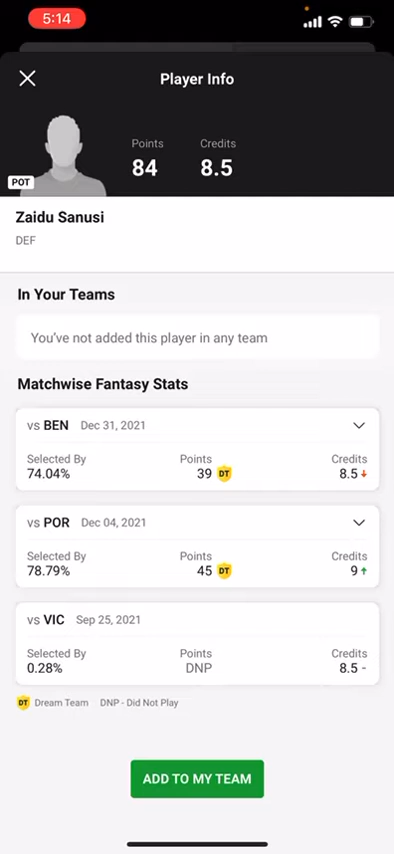 5:14
Player Info
Points Credits
84 8.5
POT
Zaidu Sanusi
DEF
In Your Teams
You've not added this player in any team
Matchwise Fantasy Stats
vs BEN Dec 31, 2021
Selected By Points Credits
74.04% 39 DT 8.5
vs POR Dec 04, 2021
Selected By Points Credits
78.79% 45 DT 9
vs VIC Sep 25, 2021
Selected By Points Credits
0.28% DNP 8.5 -
DT Dream Team DNP - Did Not Play
ADD TO MY TEAM